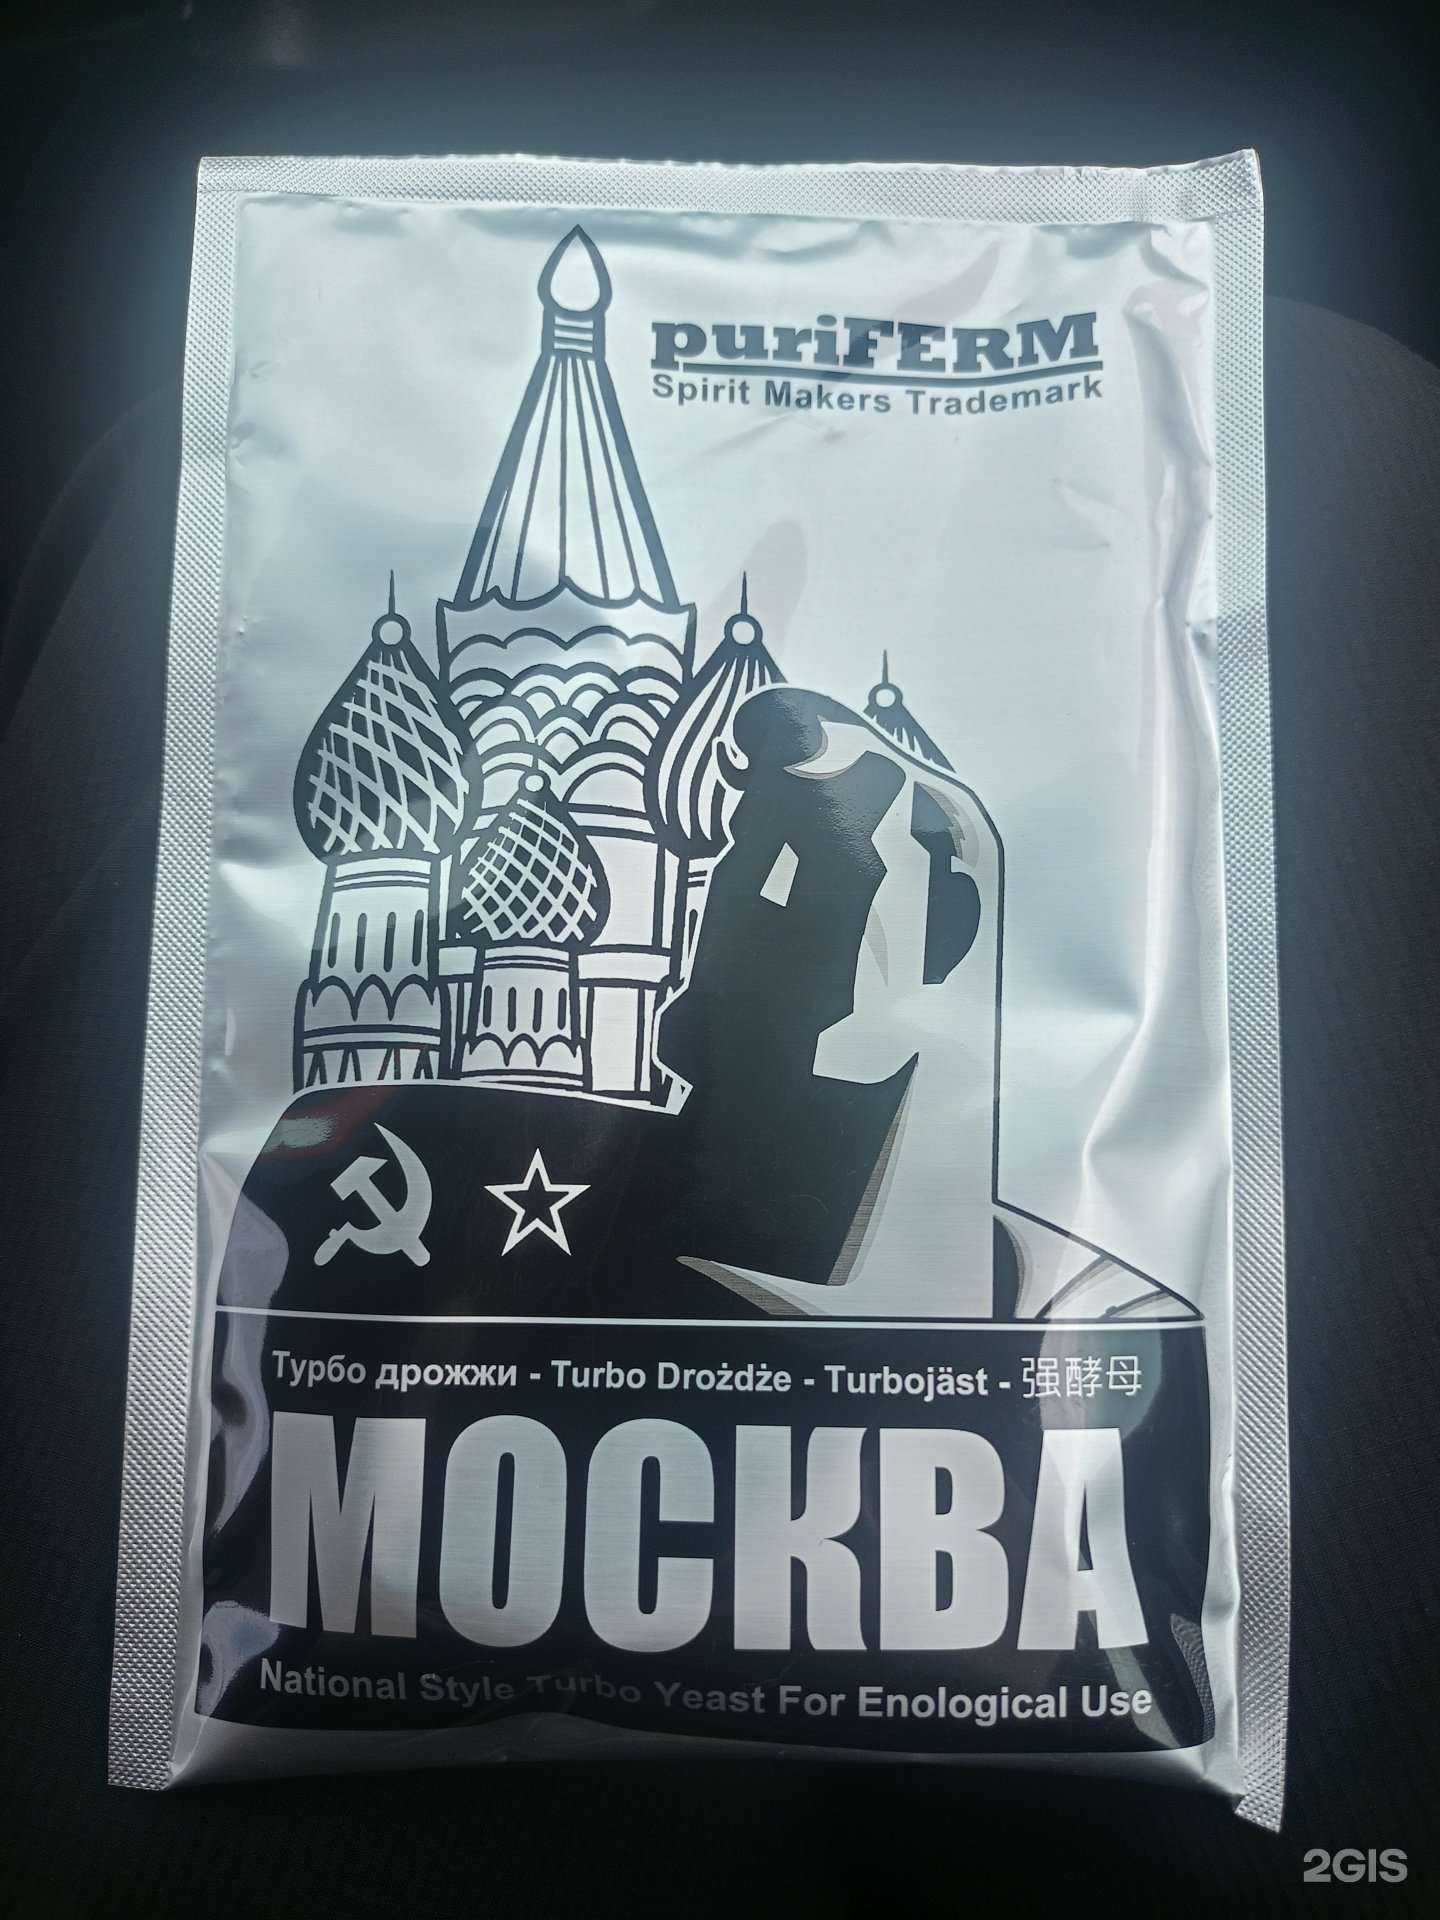 puriFERM
Spirit Makers Trademark
Турбо дрожжи - Turbo Drożdże - Turbojäst - 强酵母
МОСКВА
National Style Turbo Yeast For Enological Use
2GIS